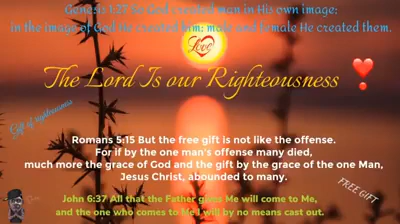 Genesis 1:27 So God created man in His own image;
in the image of God He created him; male and female He created them.
Love
The Lord Is our Righteousness
Gift of righteousness
Romans 5:15 But the free gift is not like the offense.
For if by the one man's offense many died,
much more the grace of God and the gift by the grace of the one Man,
Jesus Christ, abounded to many.
FREE GIFT
John 6:37 All that the Father gives Me will come to Me,
and the one who comes to Me I will by no means cast out.